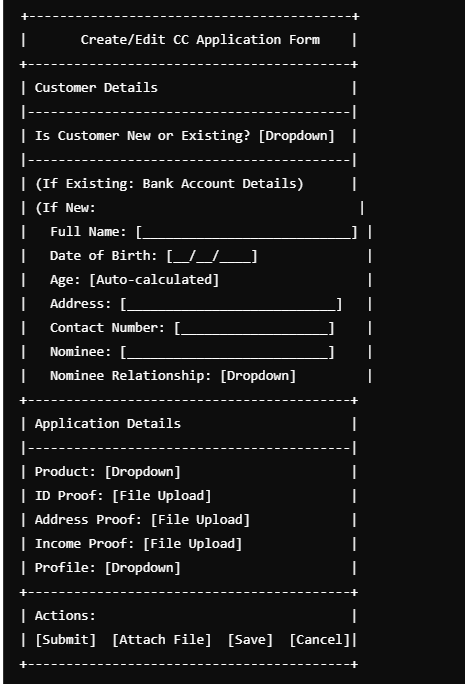 +------------------------------------------+
|       Create/Edit CC Application Form    |
+------------------------------------------+
| Customer Details                         |
|------------------------------------------|
| Is Customer New or Existing? [Dropdown]  |
|------------------------------------------|
| (If Existing: Bank Account Details)      |
| (If New:                                  |
|   Full Name: [___________________________] |
|   Date of Birth: [__/__/____]              |
|   Age: [Auto-calculated]                   |
|   Address: [___________________________]   |
|   Contact Number: [___________________]    |
|   Nominee: [__________________________]    |
|   Nominee Relationship: [Dropdown]         |
+------------------------------------------+
| Application Details                      |
|------------------------------------------|
| Product: [Dropdown]                      |
| ID Proof: [File Upload]                  |
| Address Proof: [File Upload]             |
| Income Proof: [File Upload]              |
| Profile: [Dropdown]                      |
+------------------------------------------+
| Actions:                                 |
| [Submit]  [Attach File]  [Save]  [Cancel]|
+------------------------------------------+